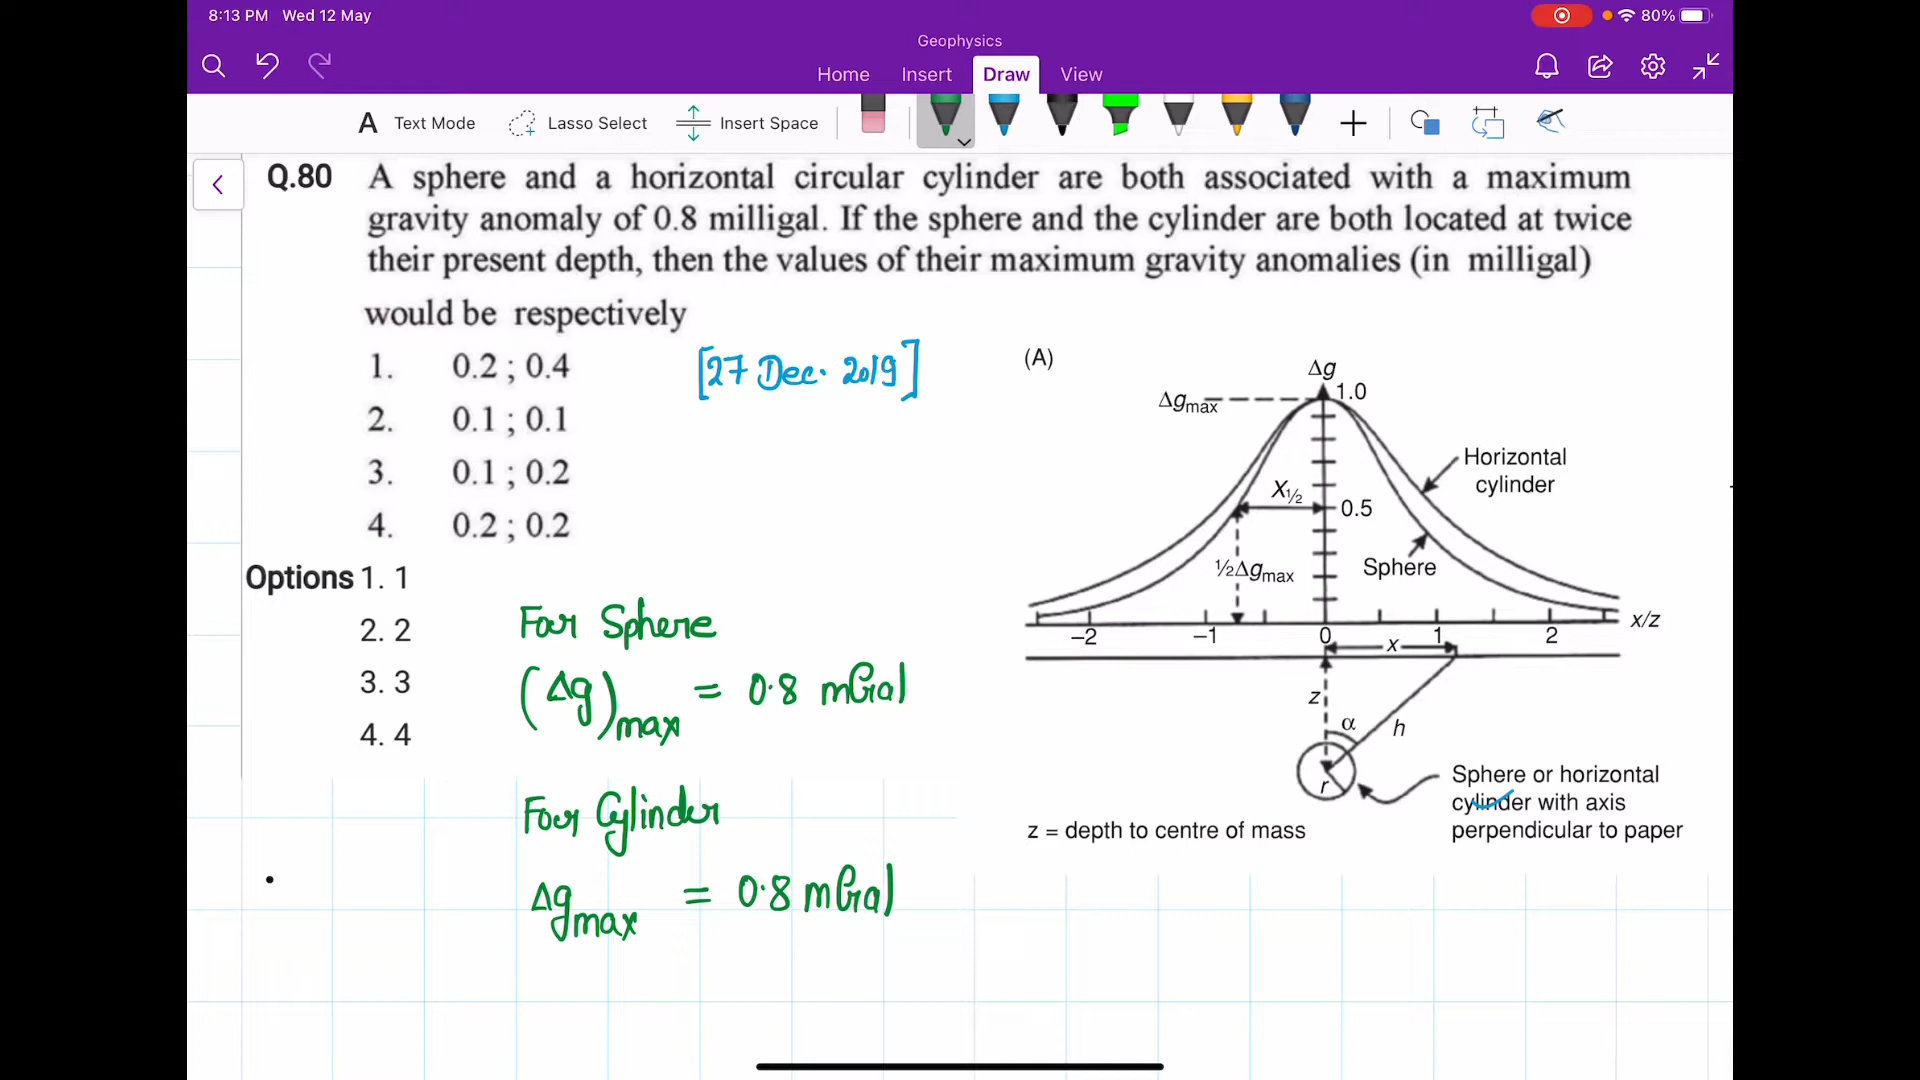 8:13 PM Wed 12 May
80%
Geophysics
Home Insert Draw View
A Text Mode Lasso Select Insert Space
Q.80 A sphere and a horizontal circular cylinder are both associated with a maximum
gravity anomaly of 0.8 milligal. If the sphere and the cylinder are both located at twice
their present depth, then the values of their maximum gravity anomalies (in milligal)
would be respectively
1. 0.2 ; 0.4
[27 Dec. 2019]
2. 0.1 ; 0.1
3. 0.1 ; 0.2
4. 0.2 ; 0.2
Options 1. 1
2. 2
3. 3
4. 4
For Sphere
(Δg)max = 0.8 mGal
For Cylinder
Δgmax = 0.8 mGal
(A)
Δg
Δgmax
1.0
Horizontal
cylinder
X½
0.5
½Δgmax
Sphere
x/z
–2 –1 0 1 2
x
z
α
h
r
Sphere or horizontal
cylinder with axis
perpendicular to paper
z = depth to centre of mass